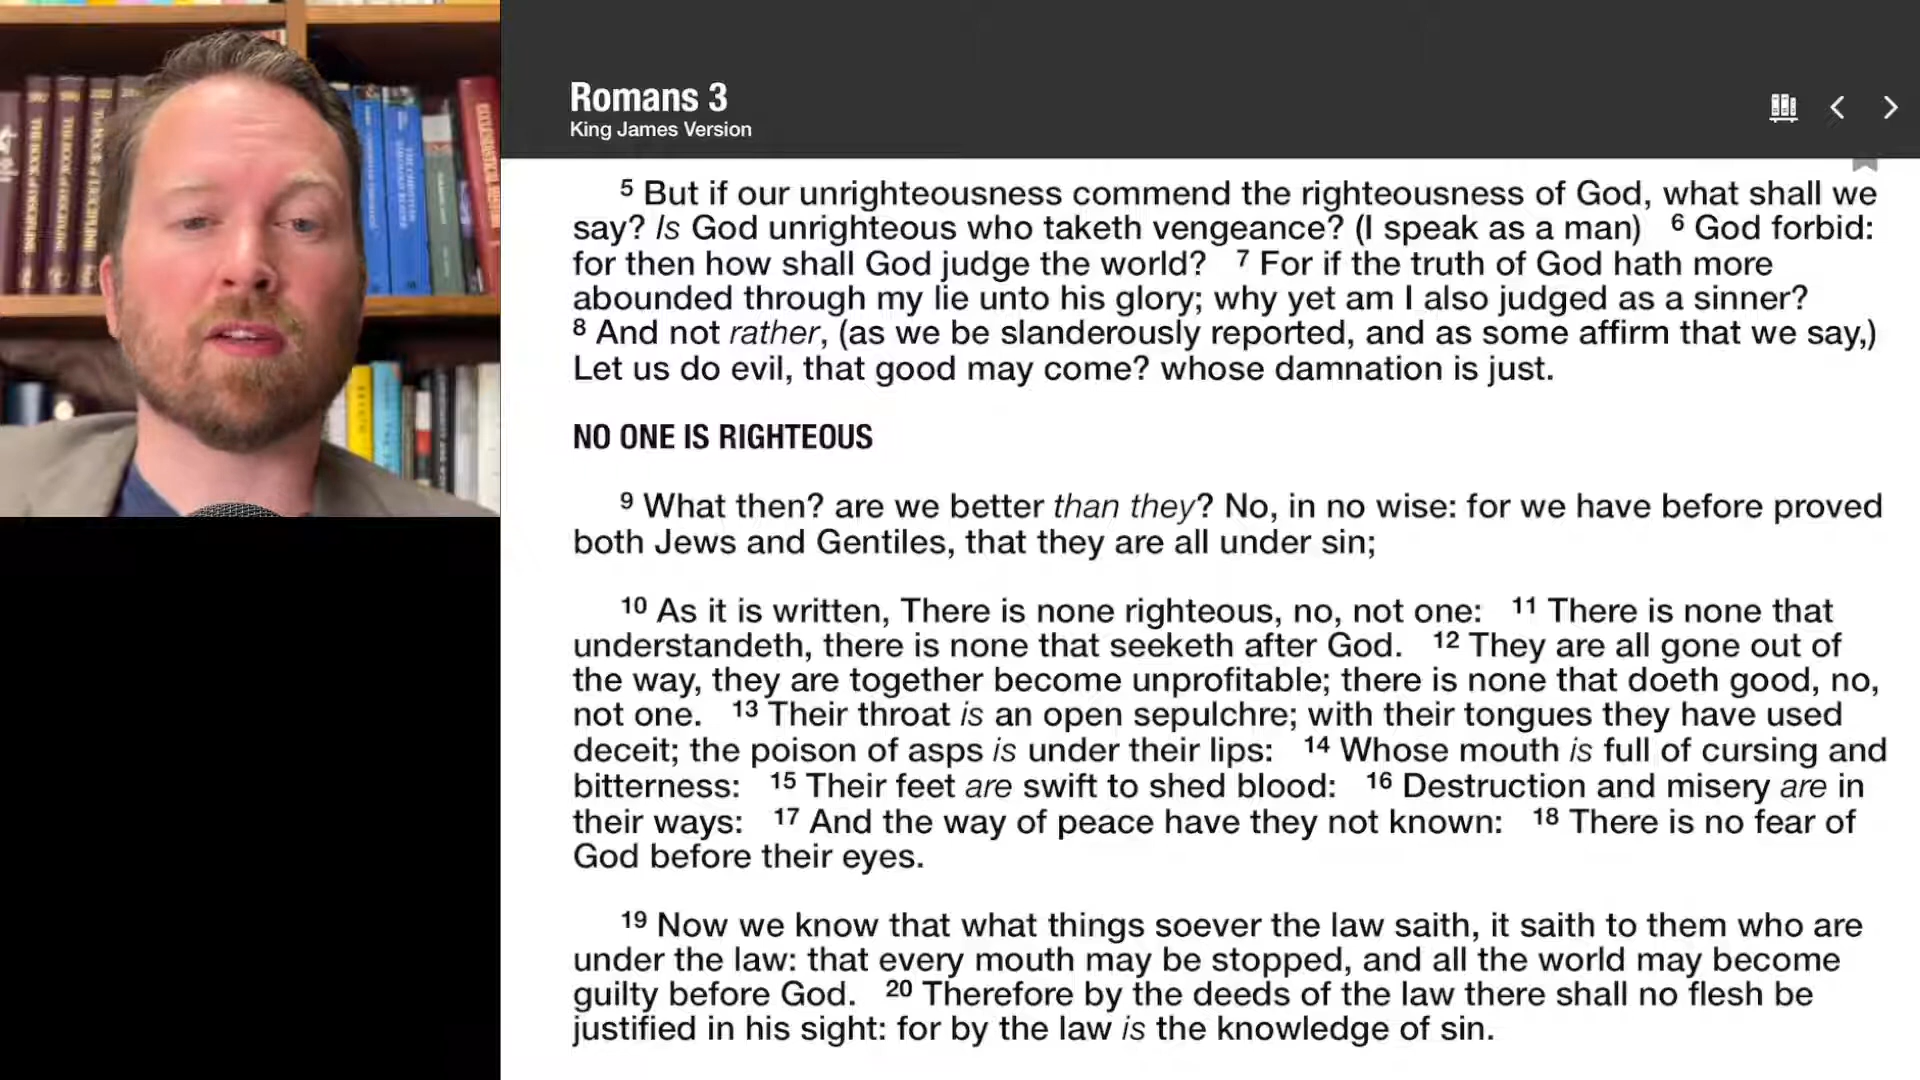 Romans 3
King James Version
5 But if our unrighteousness commend the righteousness of God, what shall we
say? Is God unrighteous who taketh vengeance? (I speak as a man) 6 God forbid:
for then how shall God judge the world? 7 For if the truth of God hath more
abounded through my lie unto his glory; why yet am I also judged as a sinner?
8 And not rather, (as we be slanderously reported, and as some affirm that we say,)
Let us do evil, that good may come? whose damnation is just.
NO ONE IS RIGHTEOUS
9 What then? are we better than they? No, in no wise: for we have before proved
both Jews and Gentiles, that they are all under sin;
10 As it is written, There is none righteous, no, not one: 11 There is none that
understandeth, there is none that seeketh after God. 12 They are all gone out of
the way, they are together become unprofitable; there is none that doeth good, no,
not one. 13 Their throat is an open sepulchre; with their tongues they have used
deceit; the poison of asps is under their lips: 14 Whose mouth is full of cursing and
bitterness: 15 Their feet are swift to shed blood: 16 Destruction and misery are in
their ways: 17 And the way of peace have they not known: 18 There is no fear of
God before their eyes.
19 Now we know that what things soever the law saith, it saith to them who are
under the law: that every mouth may be stopped, and all the world may become
guilty before God. 20 Therefore by the deeds of the law there shall no flesh be
justified in his sight: for by the law is the knowledge of sin.